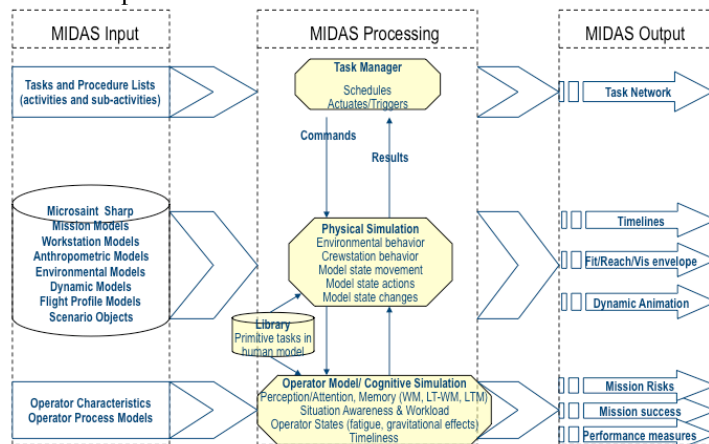 MIDAS Input
MIDAS Processing
MIDAS Output
Tasks and Procedure Lists
(activities and sub-activities)
Task Manager
Schedules
Actuates/Triggers
Task Network
Commands
Results
Microsaint Sharp
Mission Models
Workstation Models
Anthropometric Models
Environmental Models
Dynamic Models
Flight Profile Models
Scenario Objects
Physical Simulation
Environmental behavior
Crewstation behavior
Model state movement
Model state actions
Model state changes
Timelines
Fit/Reach/Vis envelope
Dynamic Animation
Library
Primitive tasks in
human model
Operator Characteristics
Operator Process Models
Operator Model/ Cognitive Simulation
Perception/Attention, Memory (WM, LT-WM, LTM)
Situation Awareness & Workload
Operator States (fatigue, gravitational effects)
Timeliness
Mission Risks
Mission success
Performance measures